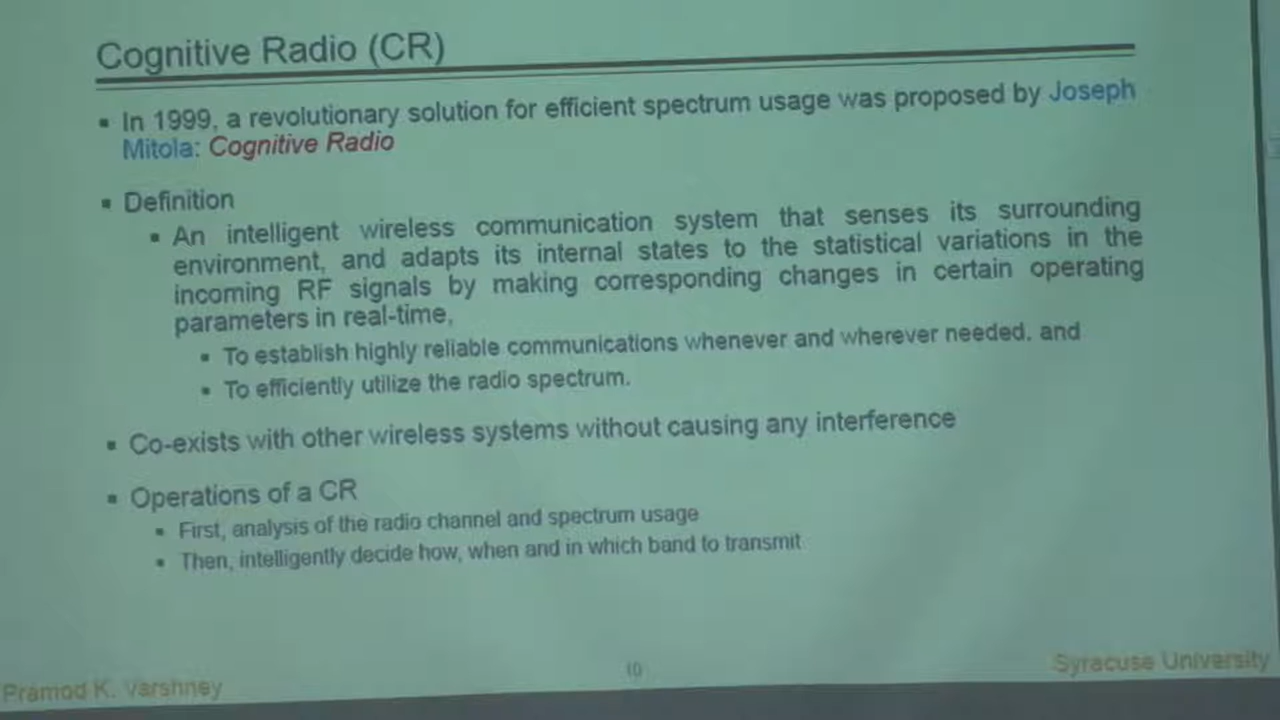 Cognitive Radio (CR)
▪ In 1999, a revolutionary solution for efficient spectrum usage was proposed by Joseph
Mitola: Cognitive Radio
▪ Definition
▪ An intelligent wireless communication system that senses its surrounding
environment, and adapts its internal states to the statistical variations in the
incoming RF signals by making corresponding changes in certain operating
parameters in real-time,
▪ To establish highly reliable communications whenever and wherever needed, and
▪ To efficiently utilize the radio spectrum.
▪ Co-exists with other wireless systems without causing any interference
▪ Operations of a CR
▪ First, analysis of the radio channel and spectrum usage
▪ Then, intelligently decide how, when and in which band to transmit
Pramod K. Varshney
10
Syracuse University